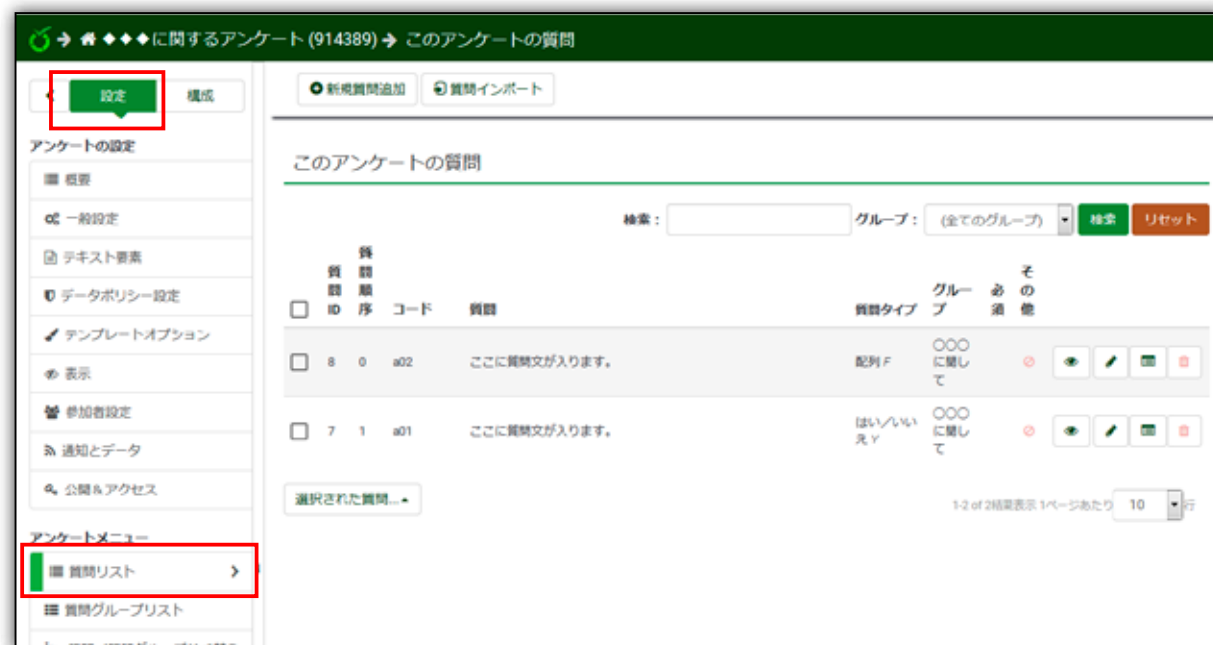 ◆◆◆に関するアンケート (914389) このアンケートの質問
設定 構成
新規質問追加 質問インポート
アンケートの設定
概要
一般設定
テキスト要素
データポリシー設定
テンプレートオプション
表示
参加者設定
通知とデータ
公開&アクセス
アンケートメニュー
質問リスト
質問グループリスト
このアンケートの質問
検索: グループ: (全てのグループ) 検索 リセット
質問ID 質問順序 コード 質問 質問タイプ グループ 必須 その他
8 0 a02 ここに質問文が入ります。 配列 F 〇〇〇に関して
7 1 a01 ここに質問文が入ります。 はい/いいえ Y 〇〇〇に関して
選択された質問...
1-2 of 2結果表示 1ページあたり 10 行